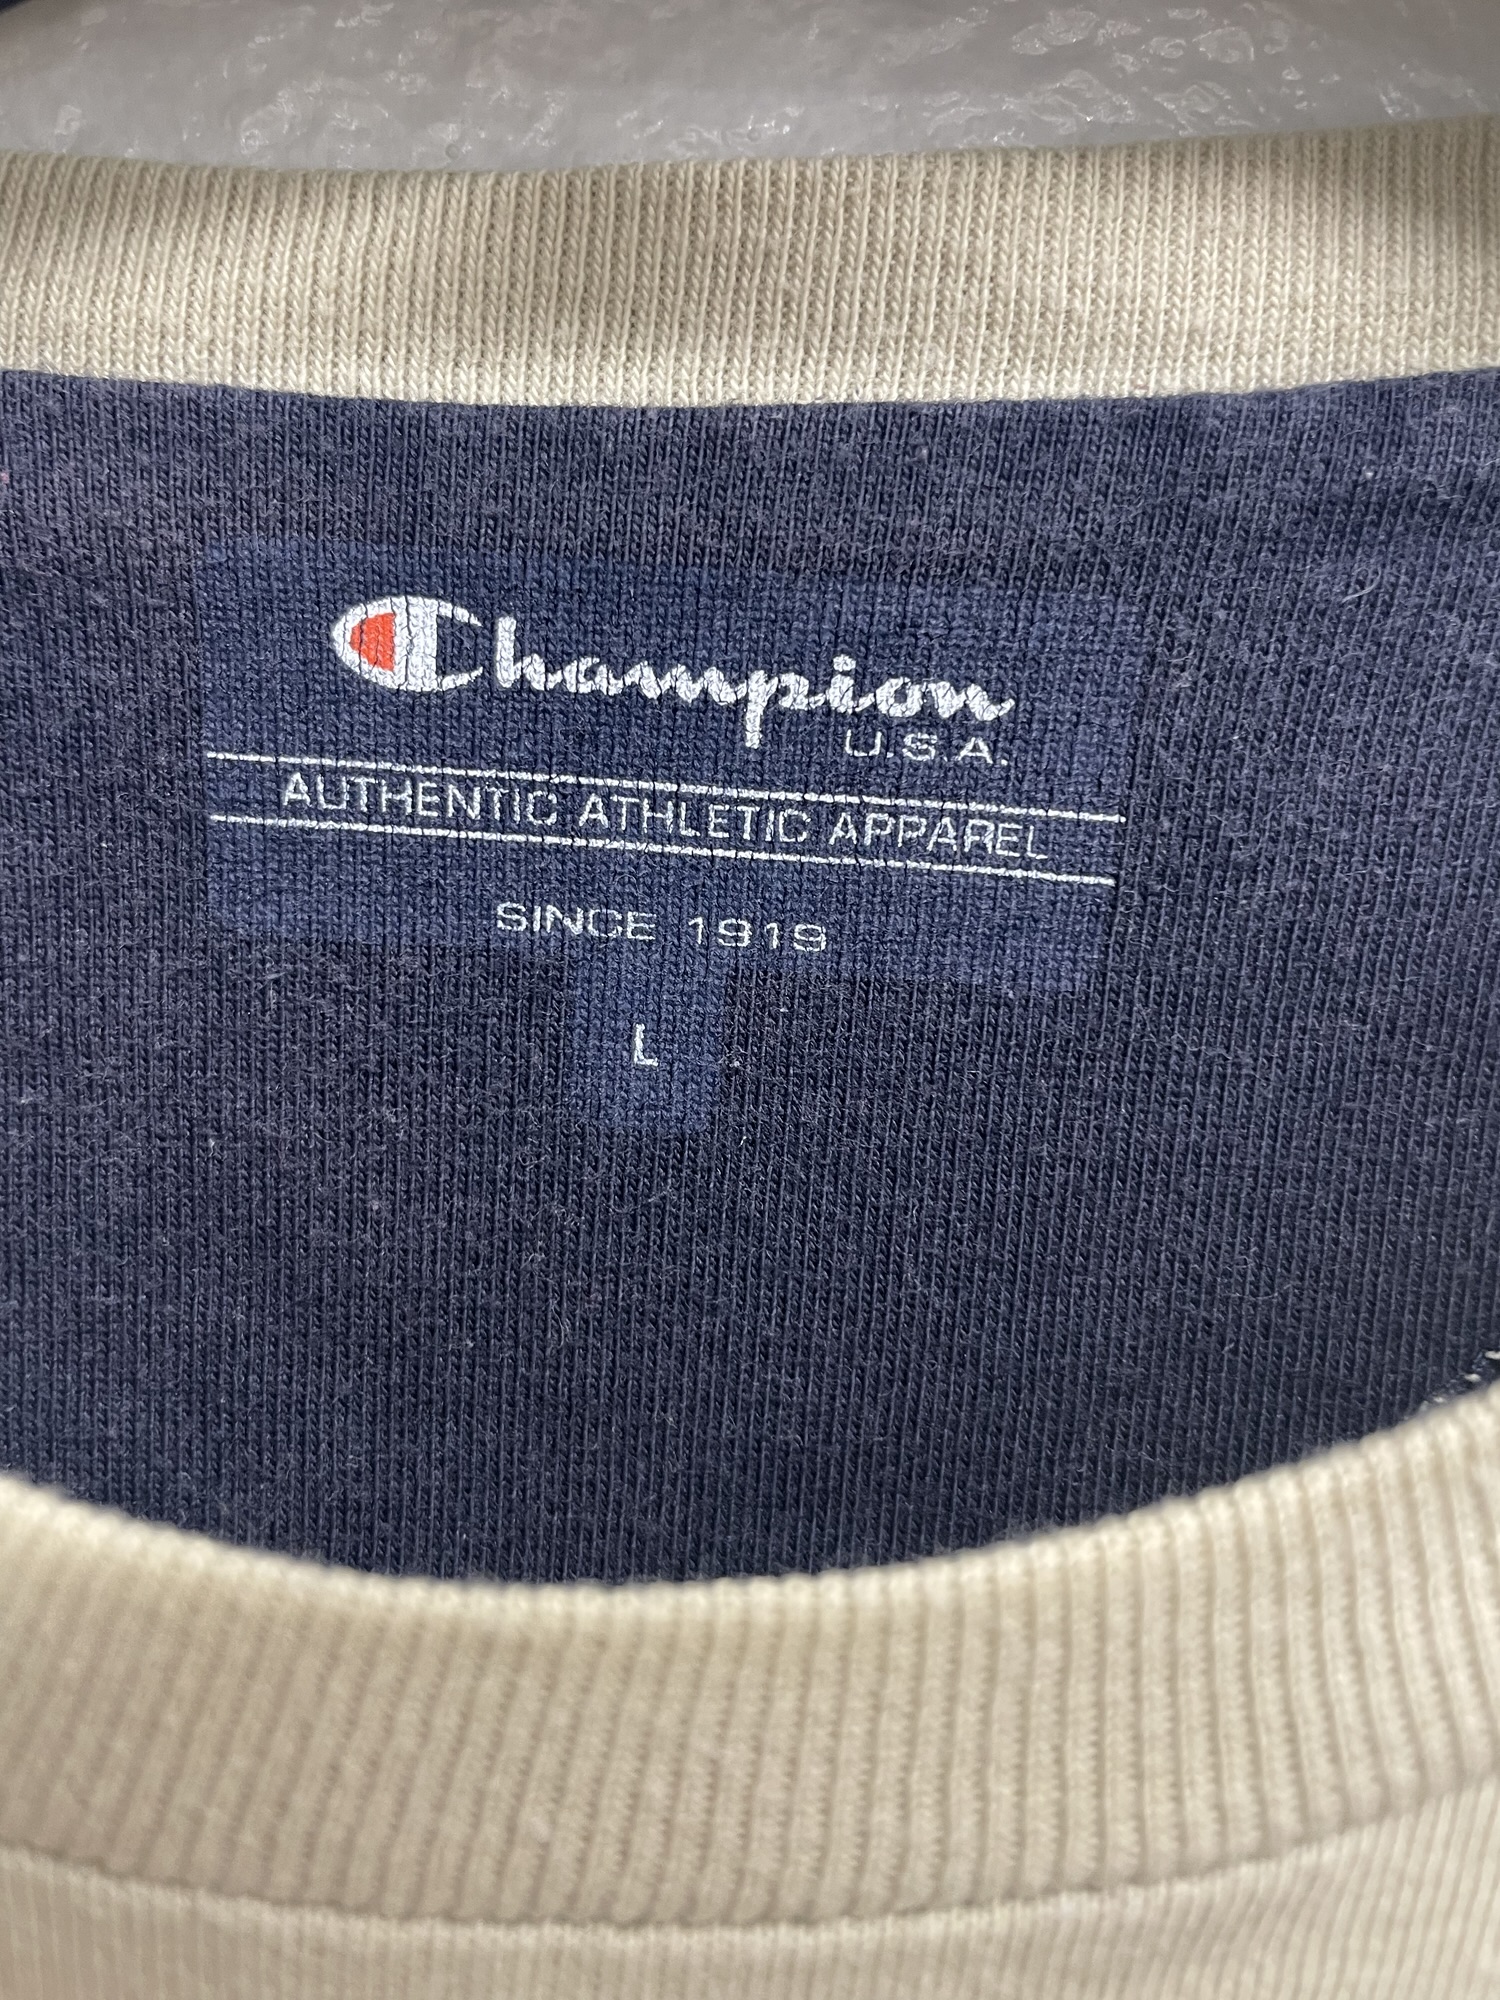 Champion
U.S.A.
AUTHENTIC ATHLETIC APPAREL
SINCE 1919
L